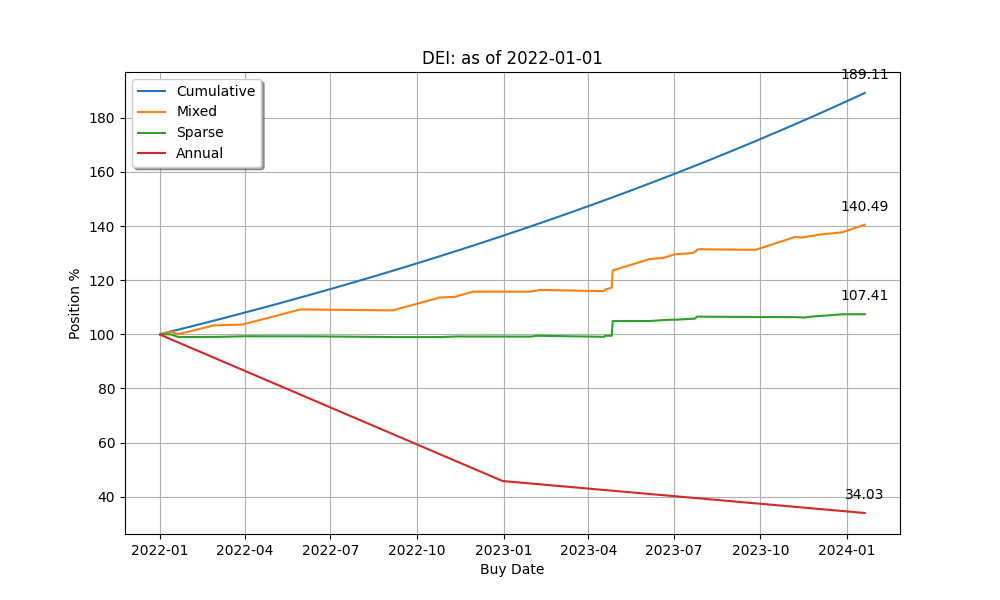 DEI: as of 2022-01-01
189.11
Cumulative
Mixed
Sparse
Annual
140.49
107.41
34.03
180
160
140
120
100
80
60
40
Position %
2022-01 2022-04 2022-07 2022-10 2023-01 2023-04 2023-07 2023-10 2024-01
Buy Date